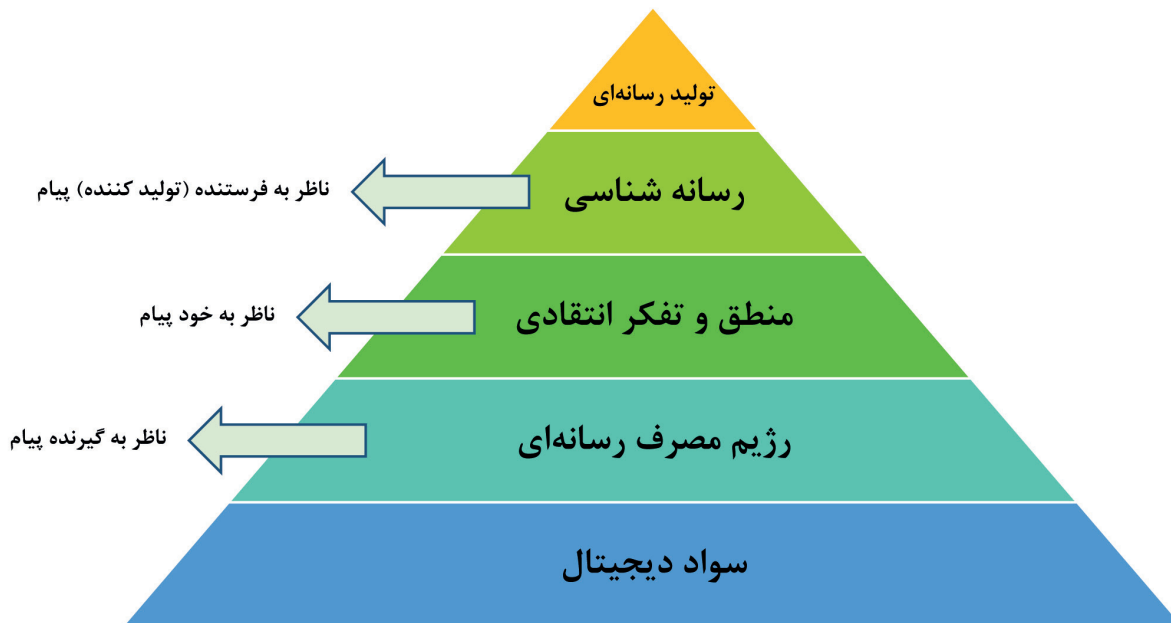 تولید رسانه‌ای
رسانه شناسی
ناظر به فرستنده (تولید کننده) پیام
منطق و تفکر انتقادی
ناظر به خود پیام
رژیم مصرف رسانه‌ای
ناظر به گیرنده پیام
سواد دیجیتال